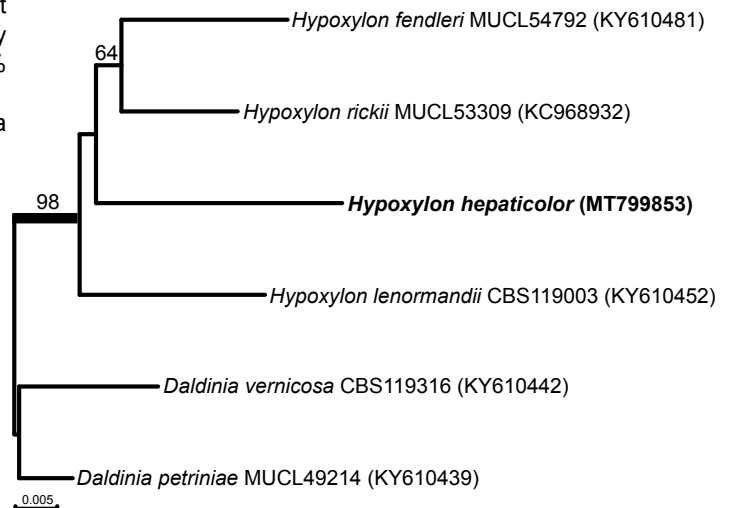 t
y
%
a
Hypoxylon fendleri MUCL54792 (KY610481)
64
Hypoxylon rickii MUCL53309 (KC968932)
98
Hypoxylon hepaticolor (MT799853)
Hypoxylon lenormandii CBS119003 (KY610452)
Daldinia vernicosa CBS119316 (KY610442)
Daldinia petriniae MUCL49214 (KY610439)
0.005